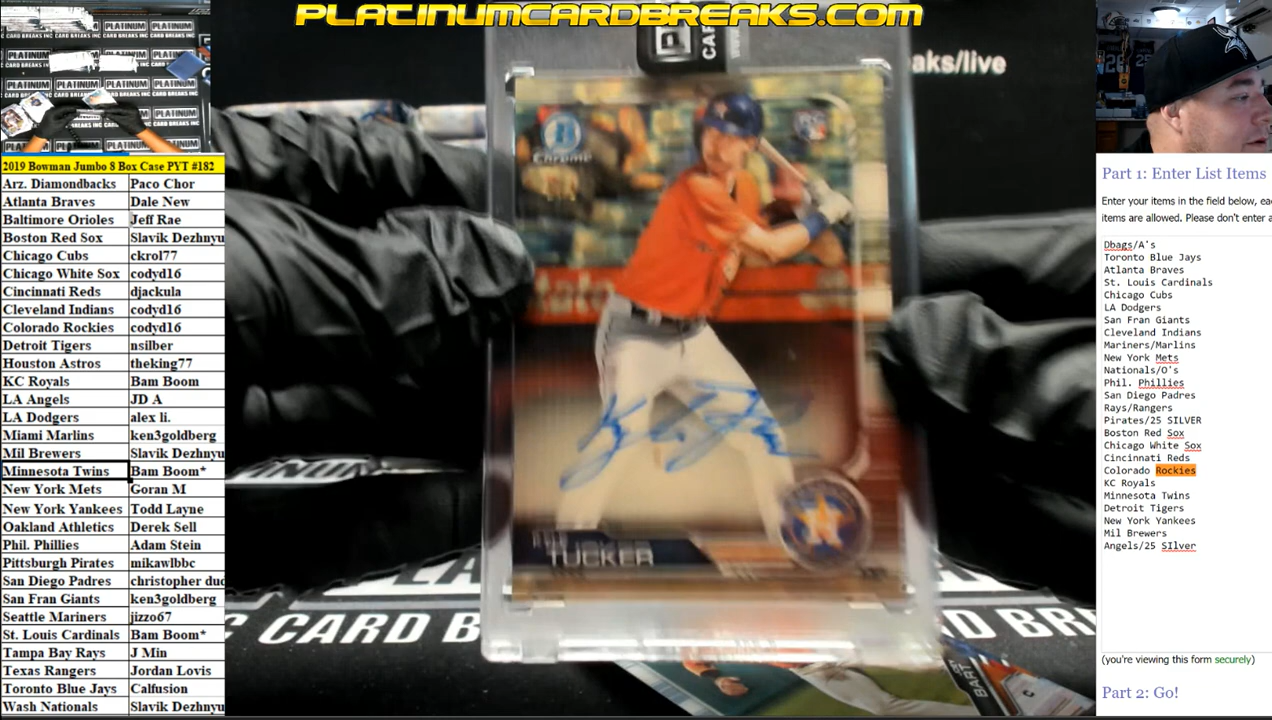 PLATINUMCARDBREAKS.COM
aks/live
PLATINUM PLATINUM
2019 Bowman Jumbo 8 Box Case PYT #182
Arz. Diamondbacks Paco Chor
Atlanta Braves Dale New
Baltimore Orioles Jeff Rae
Boston Red Sox Slavik Dezhnyu
Chicago Cubs ckrol77
Chicago White Sox codyd16
Cincinnati Reds djackula
Cleveland Indians codyd16
Colorado Rockies codyd16
Detroit Tigers nsilber
Houston Astros theking77
KC Royals Bam Boom
LA Angels JD A
LA Dodgers alex li.
Miami Marlins ken3goldberg
Mil Brewers Slavik Dezhnyu
Minnesota Twins Bam Boom*
New York Mets Goran M
New York Yankees Todd Layne
Oakland Athletics Derek Sell
Phil. Phillies Adam Stein
Pittsburgh Pirates mikawlbbc
San Diego Padres christopher dud
San Fran Giants ken3goldberg
Seattle Mariners jizzo67
St. Louis Cardinals Bam Boom*
Tampa Bay Rays J Min
Texas Rangers Jordan Lovis
Toronto Blue Jays Calfusion
Wash Nationals Slavik Dezhnyu
B
Chrome
TUCKER
CARD B
BRE
BART
Part 1: Enter List Items
Enter your items in the field below, eac
items are allowed. Please don't enter a
Dbags/A's
Toronto Blue Jays
Atlanta Braves
St. Louis Cardinals
Chicago Cubs
LA Dodgers
San Fran Giants
Cleveland Indians
Mariners/Marlins
New York Mets
Nationals/O's
Phil. Phillies
San Diego Padres
Rays/Rangers
Pirates/25 SILVER
Boston Red Sox
Chicago White Sox
Cincinnati Reds
Colorado Rockies
KC Royals
Minnesota Twins
Detroit Tigers
New York Yankees
Mil Brewers
Angels/25 SIlver
(you're viewing this form securely)
Part 2: Go!